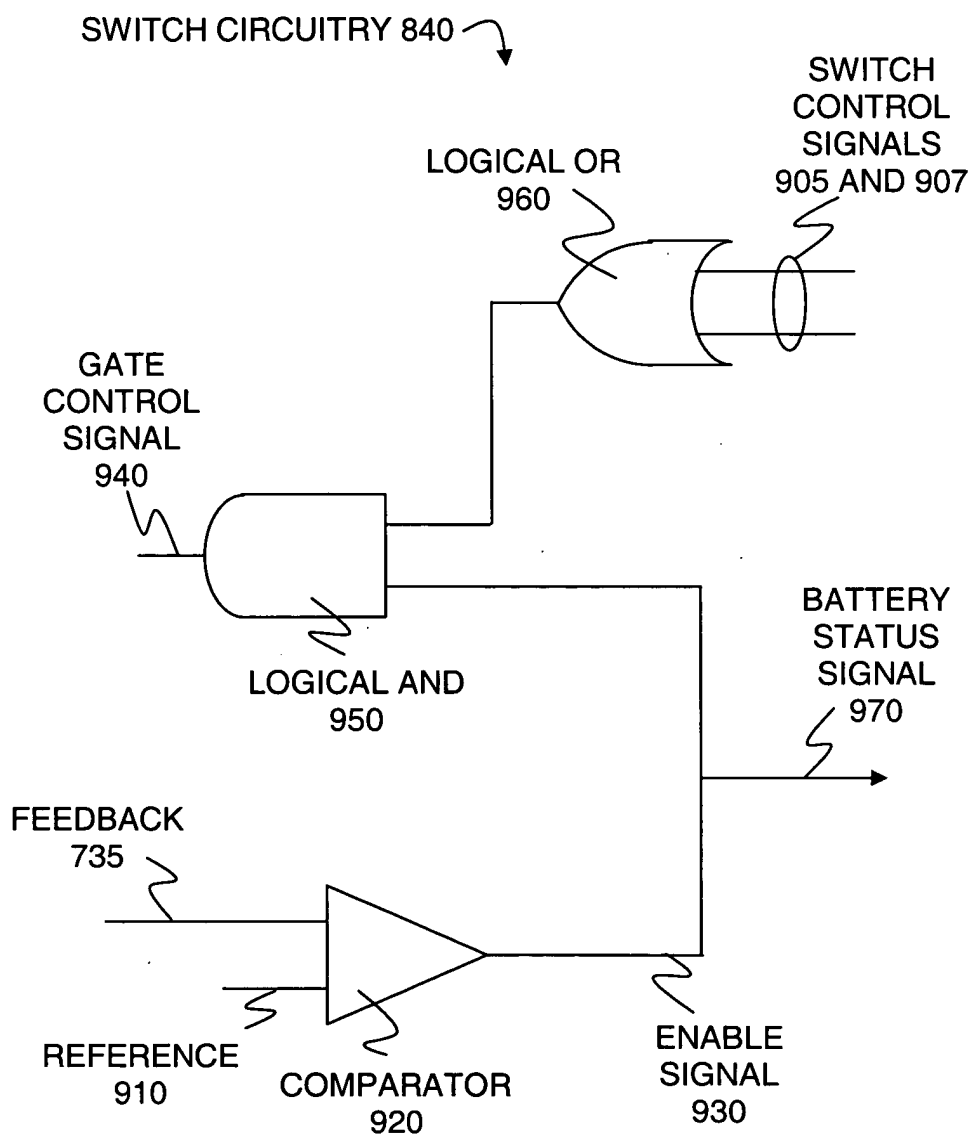 SWITCH CIRCUITRY 840
SWITCH
CONTROL
SIGNALS
905 AND 907
LOGICAL OR
960
GATE
CONTROL
SIGNAL
940
LOGICAL AND
950
BATTERY
STATUS
SIGNAL
970
FEEDBACK
735
REFERENCE
910
COMPARATOR
920
ENABLE
SIGNAL
930